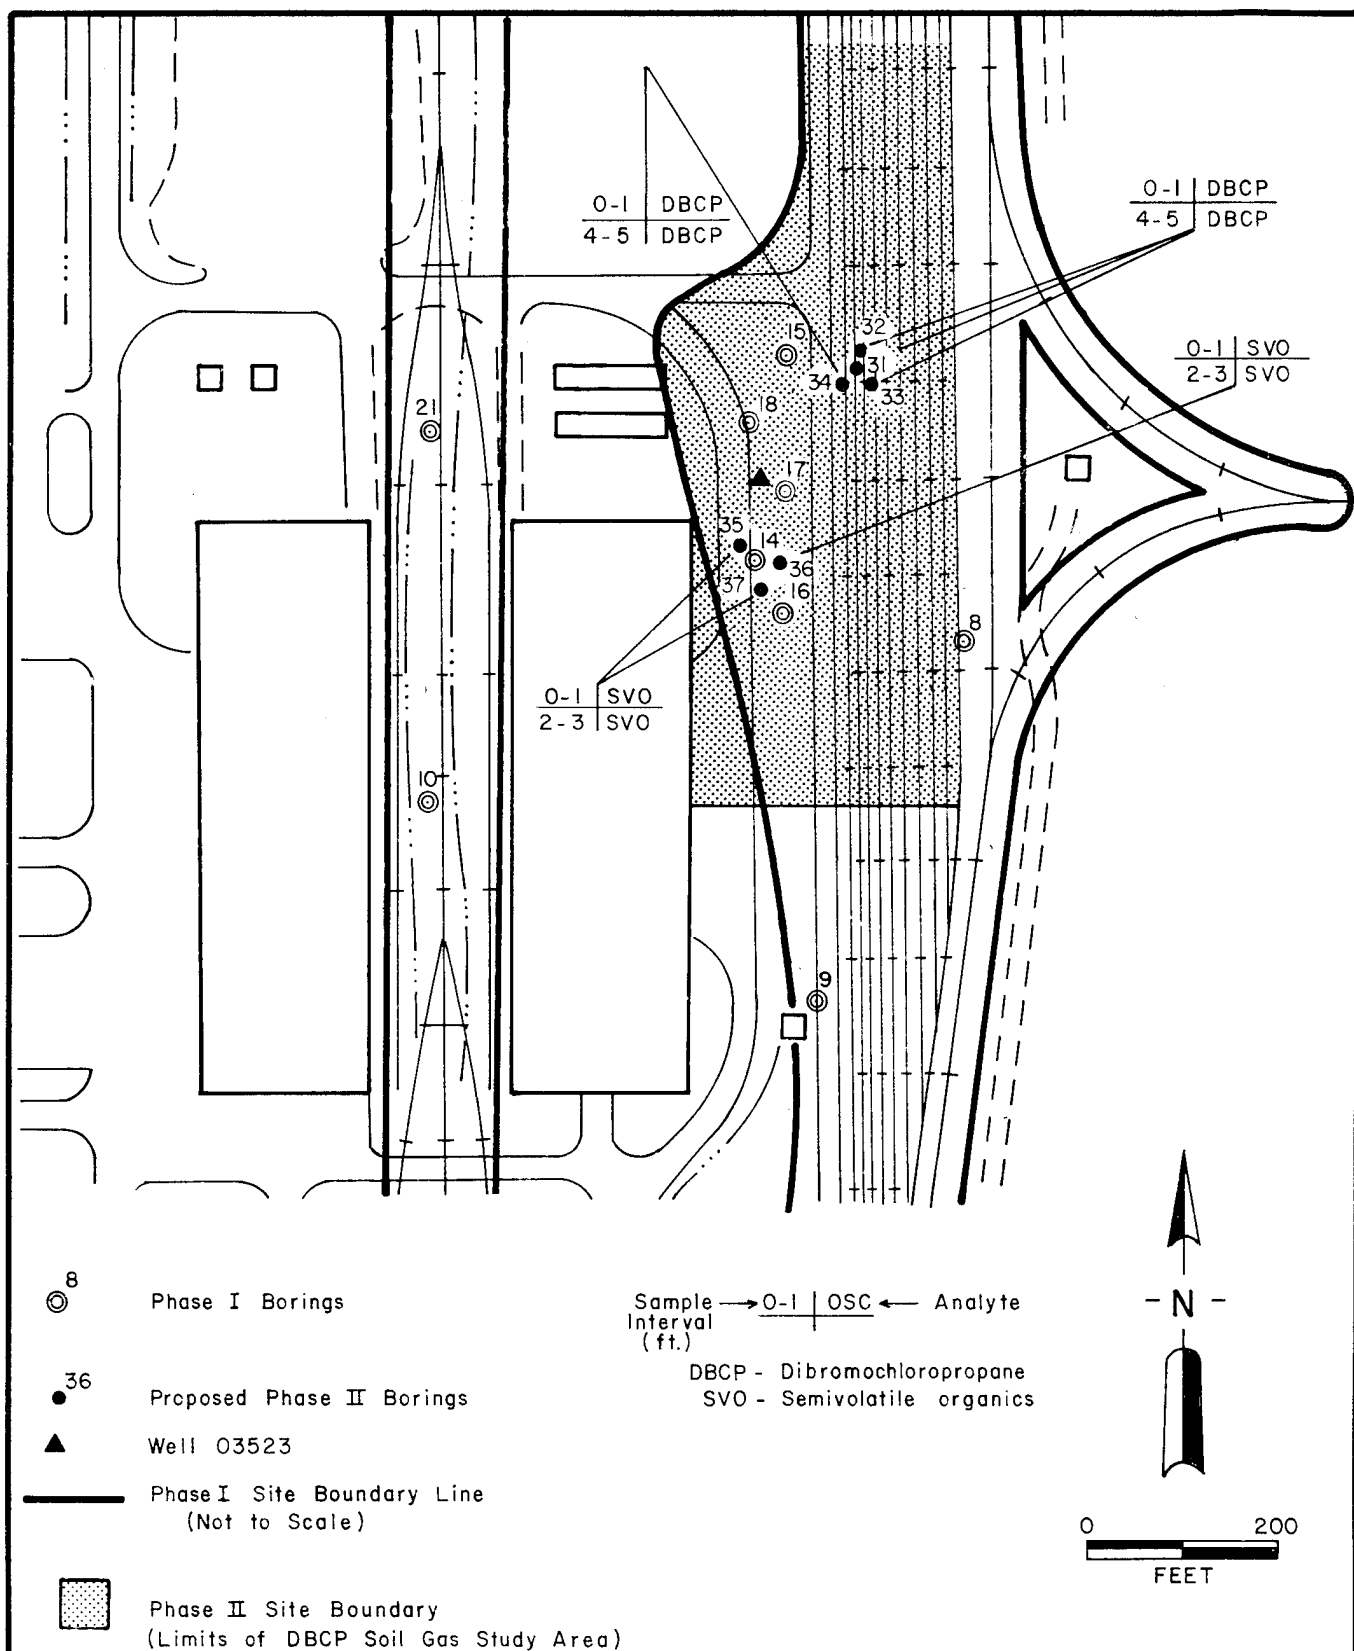 0-1 DBCP
4-5 DBCP
0-1 DBCP
4-5 DBCP
0-1 SVO
2-3 SVO
15
32
31
34
33
18
21
17
35
14
36
37
16
8
0-1 SVO
2-3 SVO
10
9
8
Phase I Borings
36
Proposed Phase II Borings
Well 03523
Phase I Site Boundary Line
(Not to Scale)
Phase II Site Boundary
(Limits of DBCP Soil Gas Study Area)
Sample → 0-1 OSC ← Analyte
Interval
(ft.)
DBCP - Dibromochloropropane
SVO - Semivolatile organics
- N -
0 200
FEET